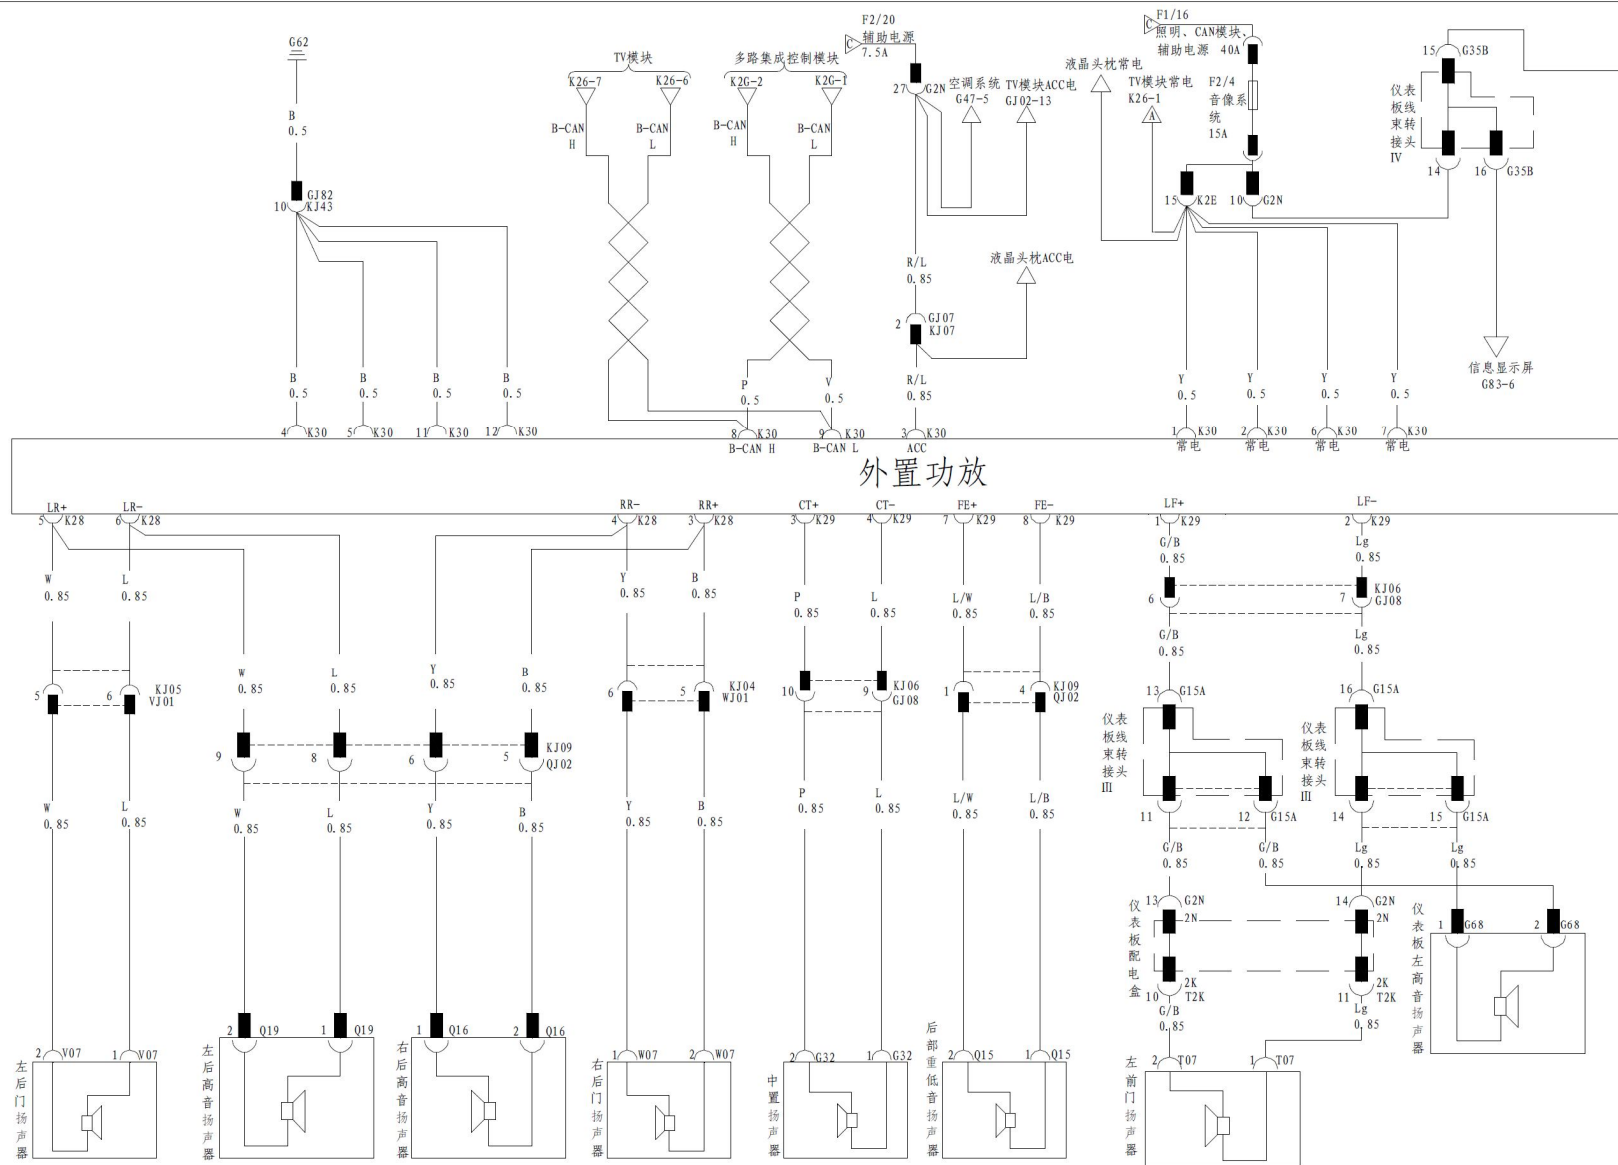 G62
B
0.5
GJ82
10 KJ43
B
0.5
B
0.5
B
0.5
B
0.5
4 K30
5 K30
11 K30
12 K30
TV模块
K26-7
K26-6
B-CAN
H
B-CAN
L
多路集成控制模块
K2G-2
K2G-1
B-CAN
H
B-CAN
L
P
0.5
V
0.5
8 K30
B-CAN H
9 K30
B-CAN L
F2/20
辅助电源
7.5A
C
27 G2N
空调系统
G47-5
TV模块ACC电
GJ02-13
R/L
0.85
液晶头枕ACC电
2
GJ07
KJ07
R/L
0.85
3 K30
ACC
液晶头枕常电
TV模块常电
K26-1
A
C
F1/16
照明、CAN模块、
辅助电源 40A
F2/4
音像系
统
15A
15 K2E
10 G2N
Y
0.5
Y
0.5
Y
0.5
Y
0.5
1 K30
常电
2 K30
常电
6 K30
常电
7 K30
常电
15 G35B
仪表
板线
束转
接头
IV
14
16 G35B
信息显示屏
G83-6
外置功放
LR+
5 K28
LR-
6 K28
RR-
4 K28
RR+
3 K28
CT+
3 K29
CT-
4 K29
FE+
7 K29
FE-
8 K29
LF+
1 K29
LF-
2 K29
W
0.85
L
0.85
5
6
KJ05
VJ01
W
0.85
L
0.85
2 V07
1 V07
左后门扬声器
W
0.85
L
0.85
Y
0.85
B
0.85
9
8
6
5
KJ09
QJ02
W
0.85
L
0.85
Y
0.85
B
0.85
2 Q19
1 Q19
左后高音扬声器
1 Q16
2 Q16
右后高音扬声器
Y
0.85
B
0.85
6
5
KJ04
WJ01
Y
0.85
B
0.85
1 W07
2 W07
右后门扬声器
P
0.85
L
0.85
10
9
KJ06
GJ08
P
0.85
L
0.85
2 G32
1 G32
中置扬声器
L/W
0.85
L/B
0.85
1
4
KJ09
QJ02
L/W
0.85
L/B
0.85
2 Q15
1 Q15
后部重低音扬声器
G/B
0.85
Lg
0.85
6
7
KJ06
GJ08
G/B
0.85
Lg
0.85
13 G15A
16 G15A
仪表
板线
束转
接头
III
仪表
板线
束转
接头
III
11
12 G15A
14
15 G15A
G/B
0.85
G/B
0.85
Lg
0.85
Lg
0.85
13 G2N
2N
14 G2N
2N
仪表板配电盒
2K
10 T2K
2K
11 T2K
G/B
0.85
Lg
0.85
2 T07
1 T07
左前门扬声器
1 G68
2 G68
仪表板左高音扬声器